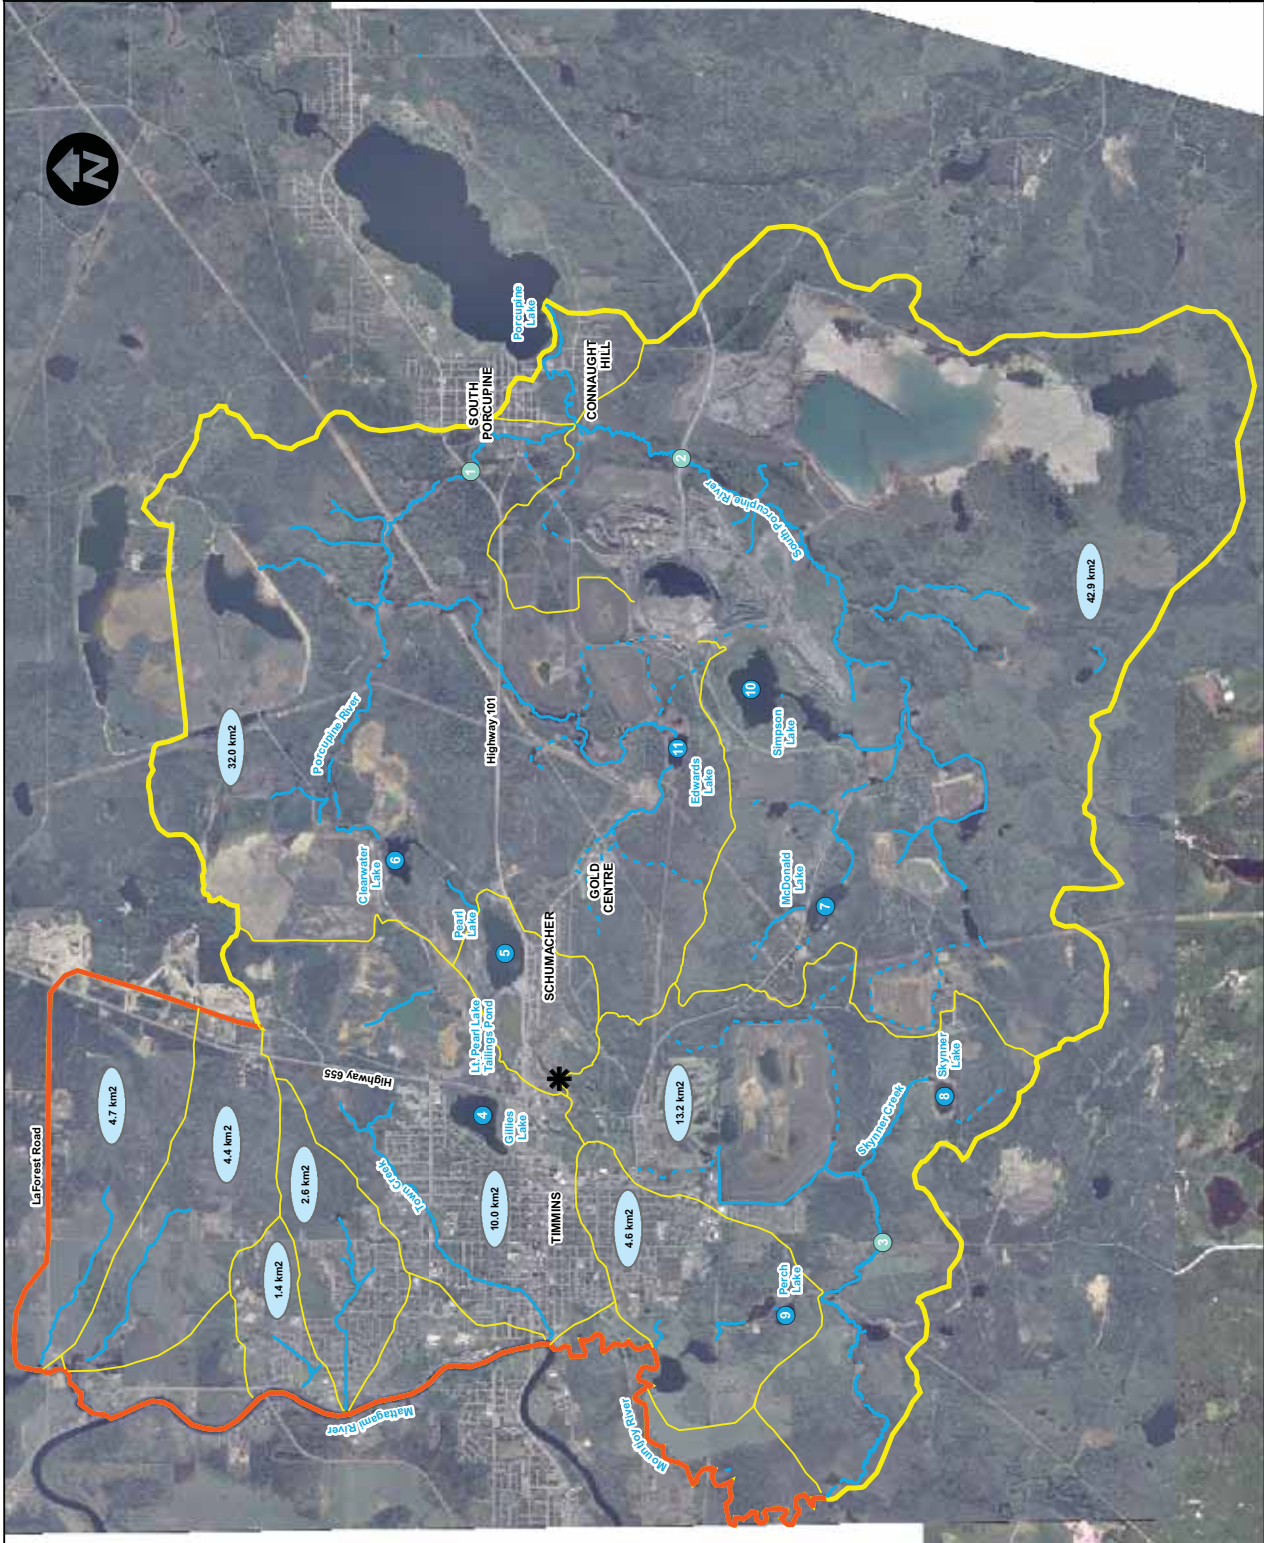 N
LaForest Road
4.7 km2
4.4 km2
2.6 km2
1.4 km2
Mattagami River
Highway 655
Town Creek
10.0 km2
4
Gillies
Lake
TIMMINS
4.6 km2
Mountjoy River
32.0 km2
Porcupine River
Clearwater
Lake
6
Pearl
Lake
5
Lt. Pearl Lake
Tailings Pond
SCHUMACHER
Highway 101
GOLD
CENTRE
1
SOUTH
PORCUPINE
Porcupine
Lake
CONNAUGHT
HILL
2
South Porcupine River
11
Edwards
Lake
10
Simpson
Lake
McDonald
Lake
7
13.2 km2
9
Perch
Lake
3
Skynner Creek
8
Skynner
Lake
42.9 km2